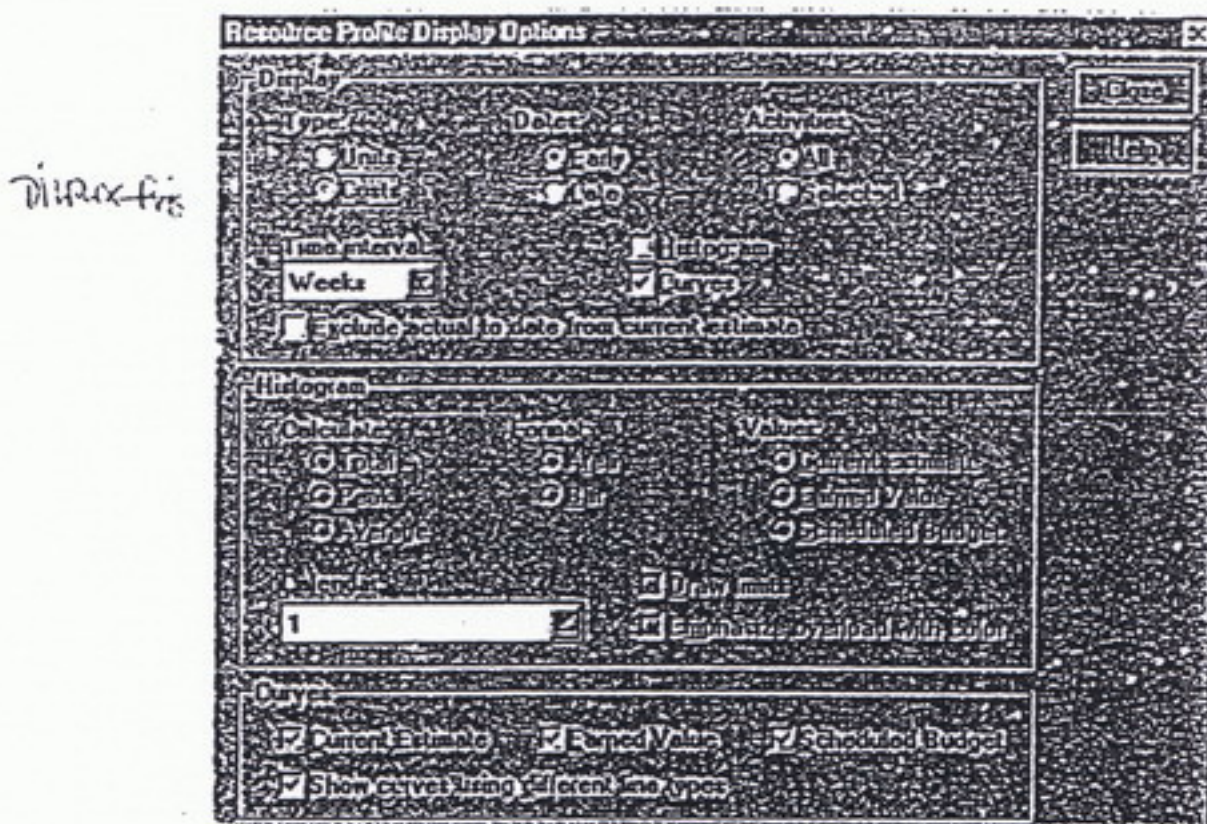 Resource Profile Display Options
Display
Type Dates Activities
Units Early All
Costs Late Selected
Time interval Histogram
Weeks Curves
Exclude actual to date from current estimate
Close
Help
Histogram
Calculate Format Values
Total Area Current estimate
Peak Bar Earned Value
Average Scheduled Budget
Calendar Draw limits
1 Emphasize overload with color
Curves
Current Estimate Earned Value Scheduled Budget
Show curves using different line types